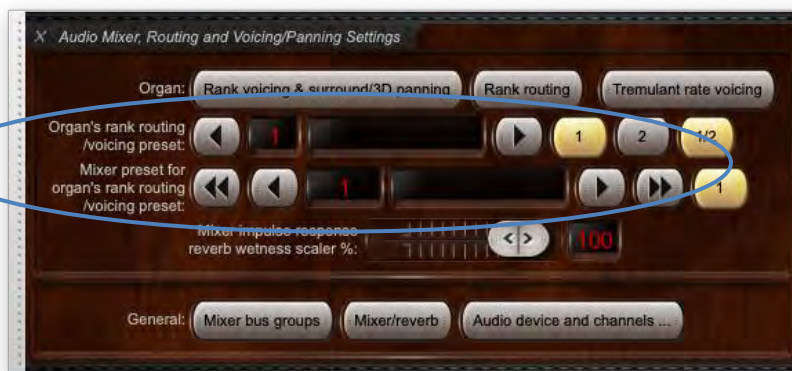 X Audio Mixer, Routing and Voicing/Panning Settings
Organ: Rank voicing & surround/3D panning Rank routing Tremulant rate voicing
Organ's rank routing
/voicing preset: 1 1 2 1/2
Mixer preset for
organ's rank routing
/voicing preset: 1 1
Mixer impulse response
reverb wetness scaler %: < > 100
General: Mixer bus groups Mixer/reverb Audio device and channels ...